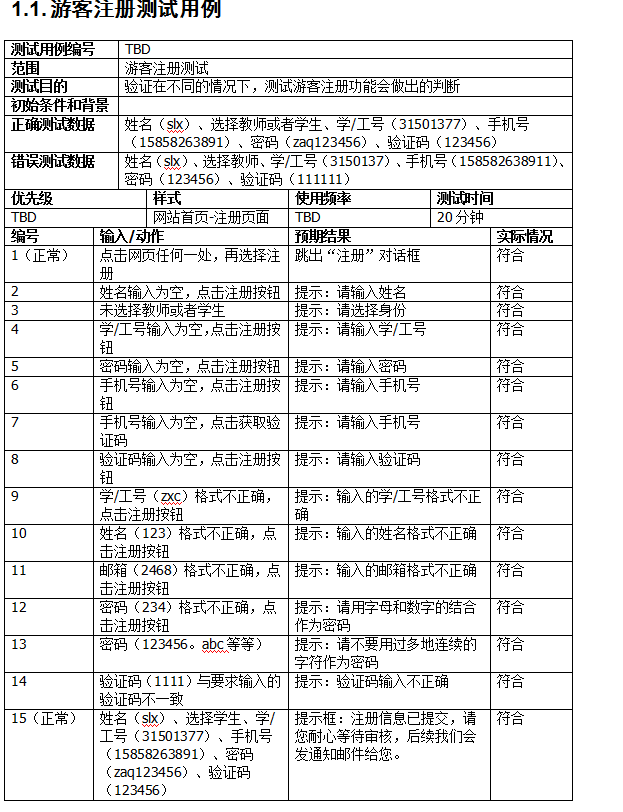 1.1. 游客注册测试用例
测试用例编号 TBD
范围 游客注册测试
测试目的 验证在不同的情况下，测试游客注册功能会做出的判断
初始条件和背景
正确测试数据 姓名（slx）、选择教师或者学生、学/工号（31501377）、手机号
（15858263891）、密码（zaq123456）、验证码（123456）
错误测试数据 姓名（slx）、选择教师、学/工号（3150137）、手机号（158582638911）、
密码（123456）、验证码（111111）
优先级 样式 使用频率 测试时间
TBD 网站首页-注册页面 TBD 20 分钟
编号 输入/动作 预期结果 实际情况
1（正常） 点击网页任何一处，再选择注 跳出“注册”对话框 符合
册
2 姓名输入为空，点击注册按钮 提示：请输入姓名 符合
3 未选择教师或者学生 提示：请选择身份 符合
4 学/工号输入为空，点击注册按 提示：请输入学/工号 符合
钮
5 密码输入为空，点击注册按钮 提示：请输入密码 符合
6 手机号输入为空，点击注册按 提示：请输入手机号 符合
钮
7 手机号输入为空，点击获取验 提示：请输入手机号 符合
证码
8 验证码输入为空，点击注册按 提示：请输入验证码 符合
钮
9 学/工号（zxc）格式不正确， 提示：输入的学/工号格式不正 符合
点击注册按钮 确
10 姓名（123）格式不正确，点 提示：输入的姓名格式不正确 符合
击注册按钮
11 邮箱（2468）格式不正确，点 提示：输入的邮箱格式不正确 符合
击注册按钮
12 密码（234）格式不正确，点 提示：请用字母和数字的结合 符合
击注册按钮 作为密码
13 密码（123456。abc 等等） 提示：请不要用过多地连续的 符合
字符作为密码
14 验证码（1111）与要求输入的 提示：验证码输入不正确 符合
验证码不一致
15（正常） 姓名（slx）、选择学生、学/ 提示框：注册信息已提交，请 符合
工号（31501377）、手机号 您耐心等待审核，后续我们会
（15858263891）、密码 发通知邮件给您。
（zaq123456）、验证码
（123456）